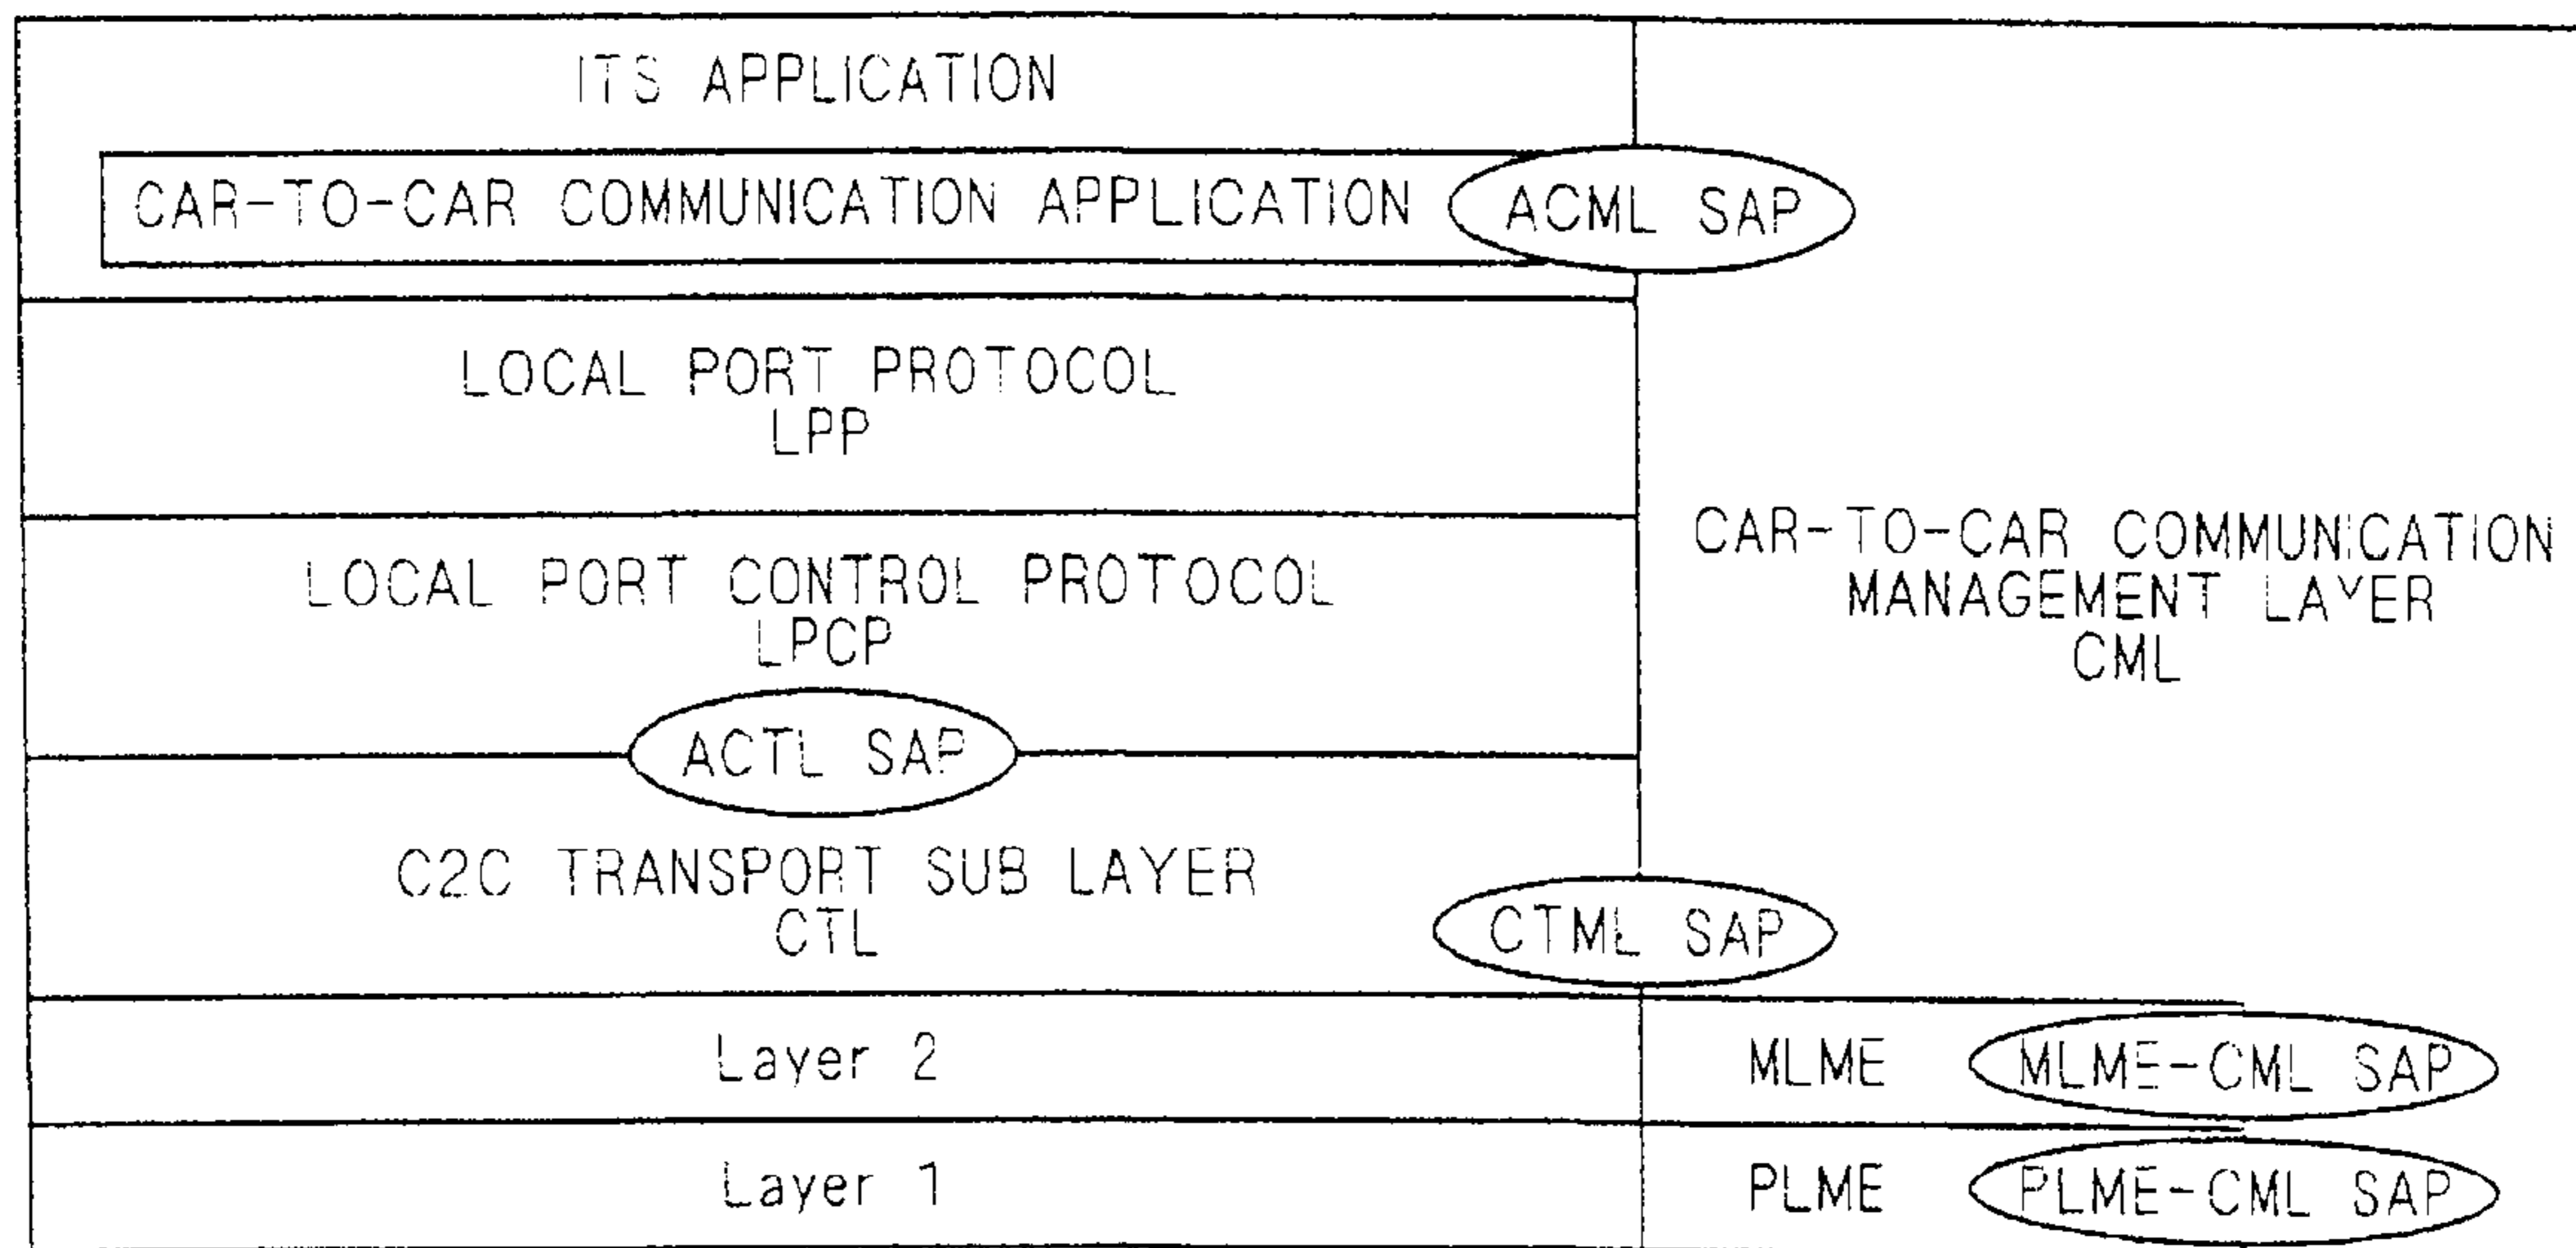 ITS APPLICATION
CAR-TO-CAR COMMUNICATION APPLICATION
ACML SAP
LOCAL PORT PROTOCOL
LPP
LOCAL PORT CONTROL PROTOCOL
LPCP
ACTL SAP
C2C TRANSPORT SUB LAYER
CTL
CTML SAP
CAR-TO-CAR COMMUNICATION
MANAGEMENT LAYER
CML
Layer 2
MLME
MLME-CML SAP
Layer 1
PLME
PLME-CML SAP